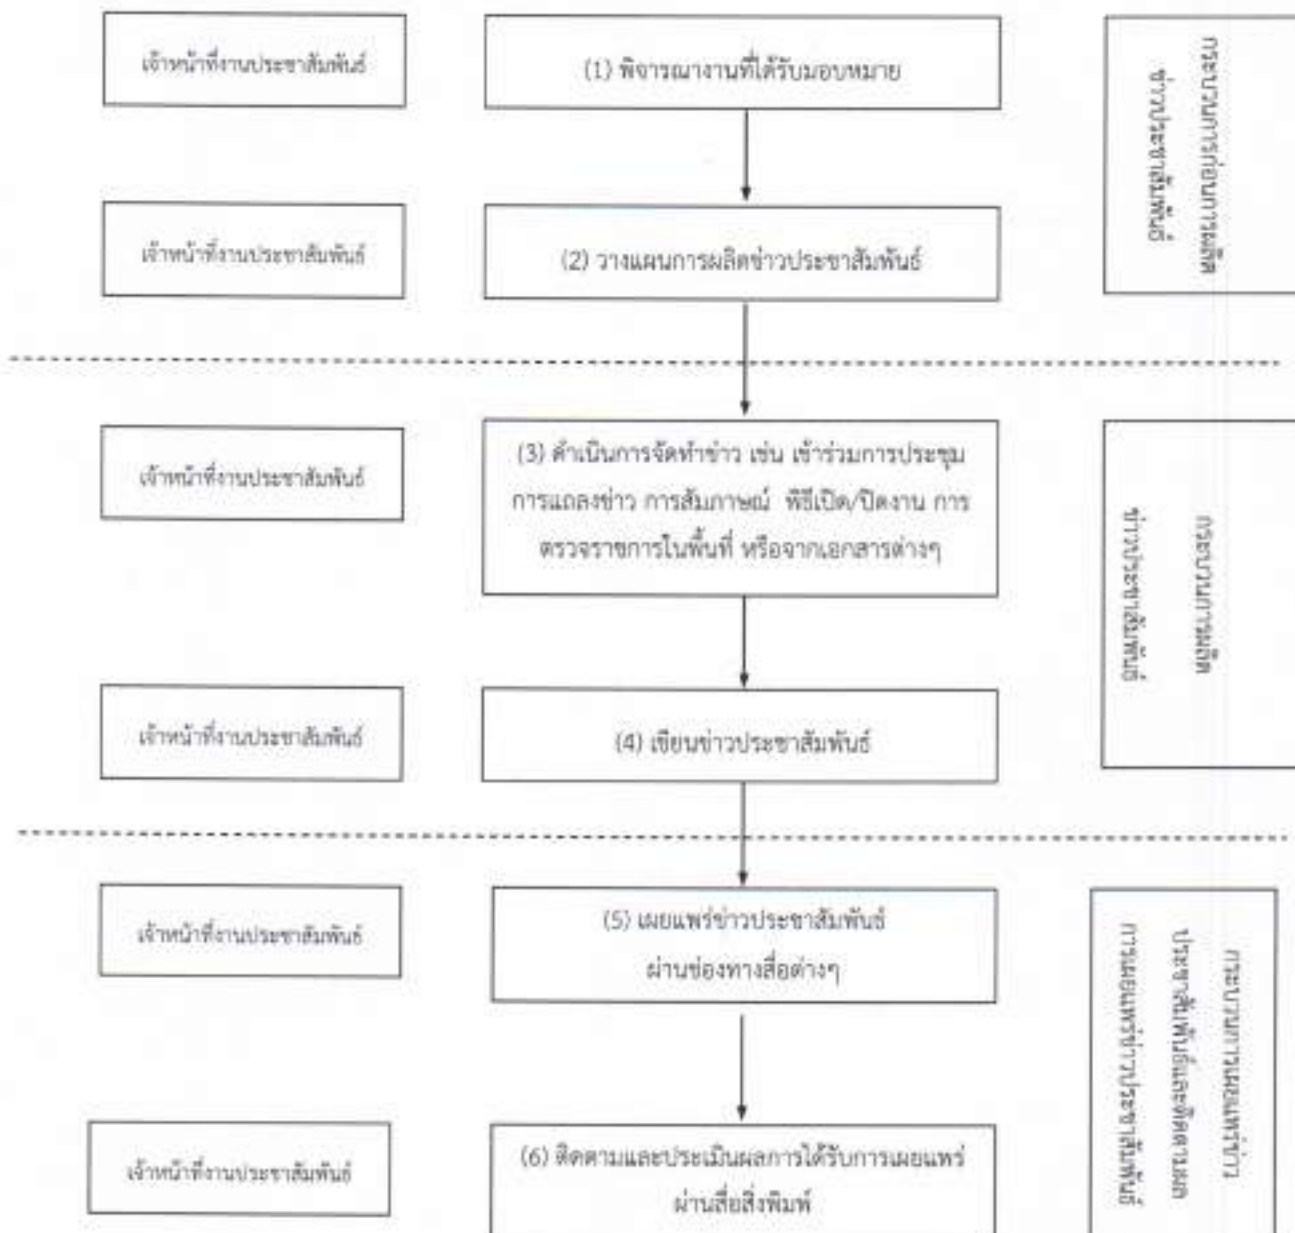 เจ้าหน้าที่งานประชาสัมพันธ์
(1) พิจารณางานที่ได้รับมอบหมาย
กระบวนการก่อนการผลิต
ข่าวประชาสัมพันธ์
เจ้าหน้าที่งานประชาสัมพันธ์
(2) วางแผนการผลิตข่าวประชาสัมพันธ์
เจ้าหน้าที่งานประชาสัมพันธ์
(3) ดำเนินการจัดทำข่าว เช่น เข้าร่วมการประชุม
การแถลงข่าว การสัมภาษณ์ พิธีเปิด/ปิดงาน การ
ตรวจราชการในพื้นที่ หรือจากเอกสารต่างๆ
กระบวนการผลิต
ข่าวประชาสัมพันธ์
เจ้าหน้าที่งานประชาสัมพันธ์
(4) เขียนข่าวประชาสัมพันธ์
เจ้าหน้าที่งานประชาสัมพันธ์
(5) เผยแพร่ข่าวประชาสัมพันธ์
ผ่านช่องทางสื่อต่างๆ
กระบวนการเผยแพร่ข่าว
ประชาสัมพันธ์และติดตามผล
การเผยแพร่ข่าวประชาสัมพันธ์
เจ้าหน้าที่งานประชาสัมพันธ์
(6) ติดตามและประเมินผลการได้รับการเผยแพร่
ผ่านสื่อสิ่งพิมพ์